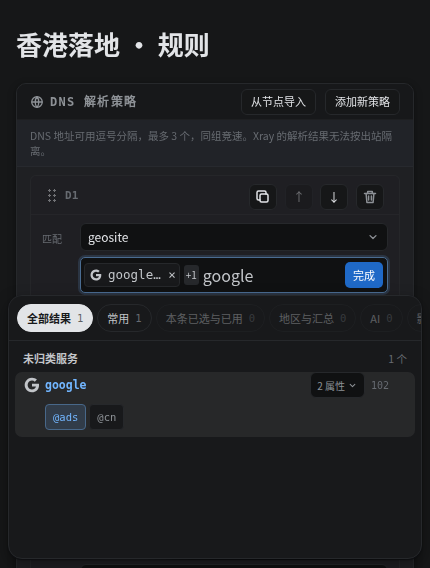 香港落地 · 规则
DNS 解析策略
从节点导入
添加新策略
DNS 地址可用逗号分隔，最多 3 个，同组竞速。Xray 的解析结果无法按出站隔
离。
D1
匹配
geosite
google… ×
+1
google
完成
全部结果 1
常用 1
本条已选与已用 0
地区与汇总 0
AI 0
未归类服务
1 个
google
2 属性
102
@ads
@cn